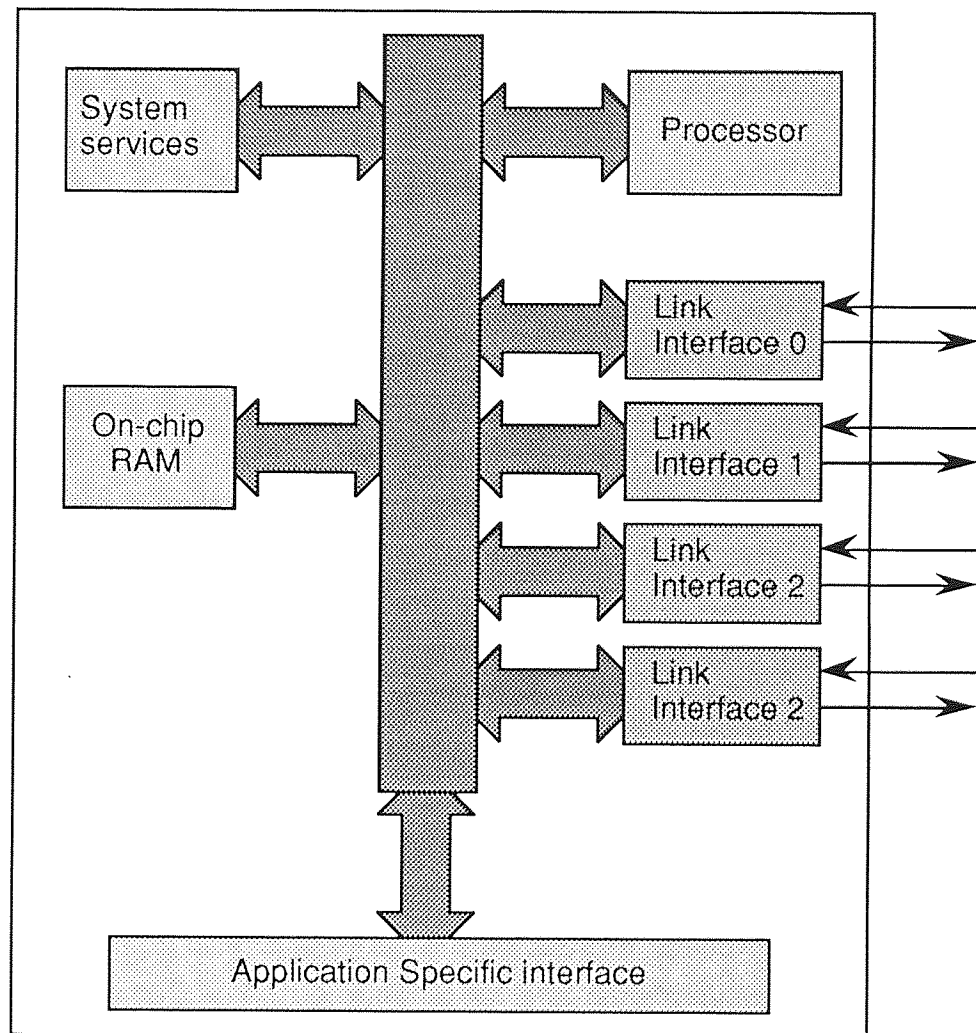 System
services
Processor
Link
Interface 0
On-chip
RAM
Link
Interface 1
Link
Interface 2
Link
Interface 2
Application Specific interface